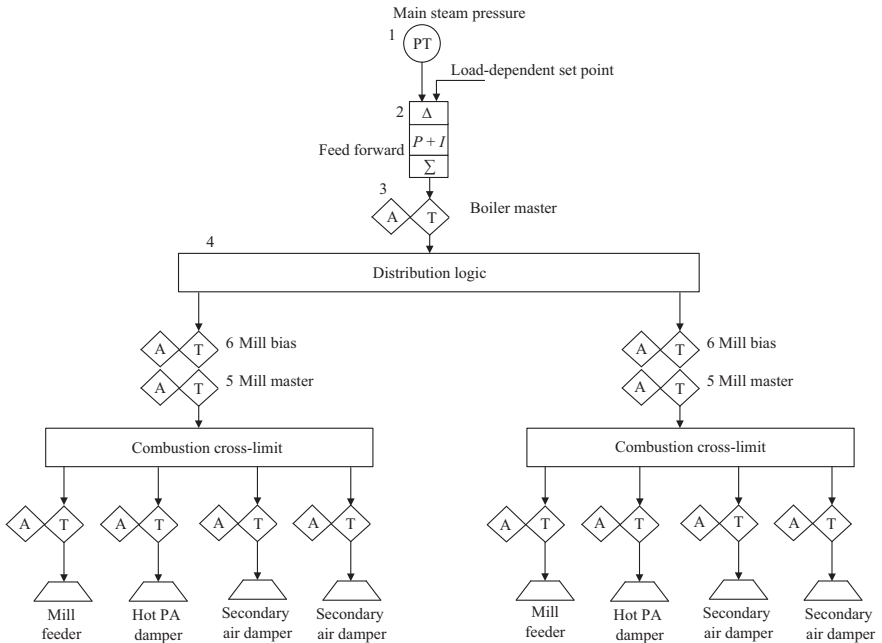 Main steam pressure
1
PT
Load-dependent set point
2
Δ
Feed forward
P + I
∑
3
A
T
Boiler master
4
Distribution logic
A
T
6 Mill bias
A
T
6 Mill bias
A
T
5 Mill master
A
T
5 Mill master
Combustion cross-limit
Combustion cross-limit
A
T
A
T
A
T
A
T
A
T
A
T
A
T
A
T
Mill
feeder
Hot PA
damper
Secondary
air damper
Secondary
air damper
Mill
feeder
Hot PA
damper
Secondary
air damper
Secondary
air damper